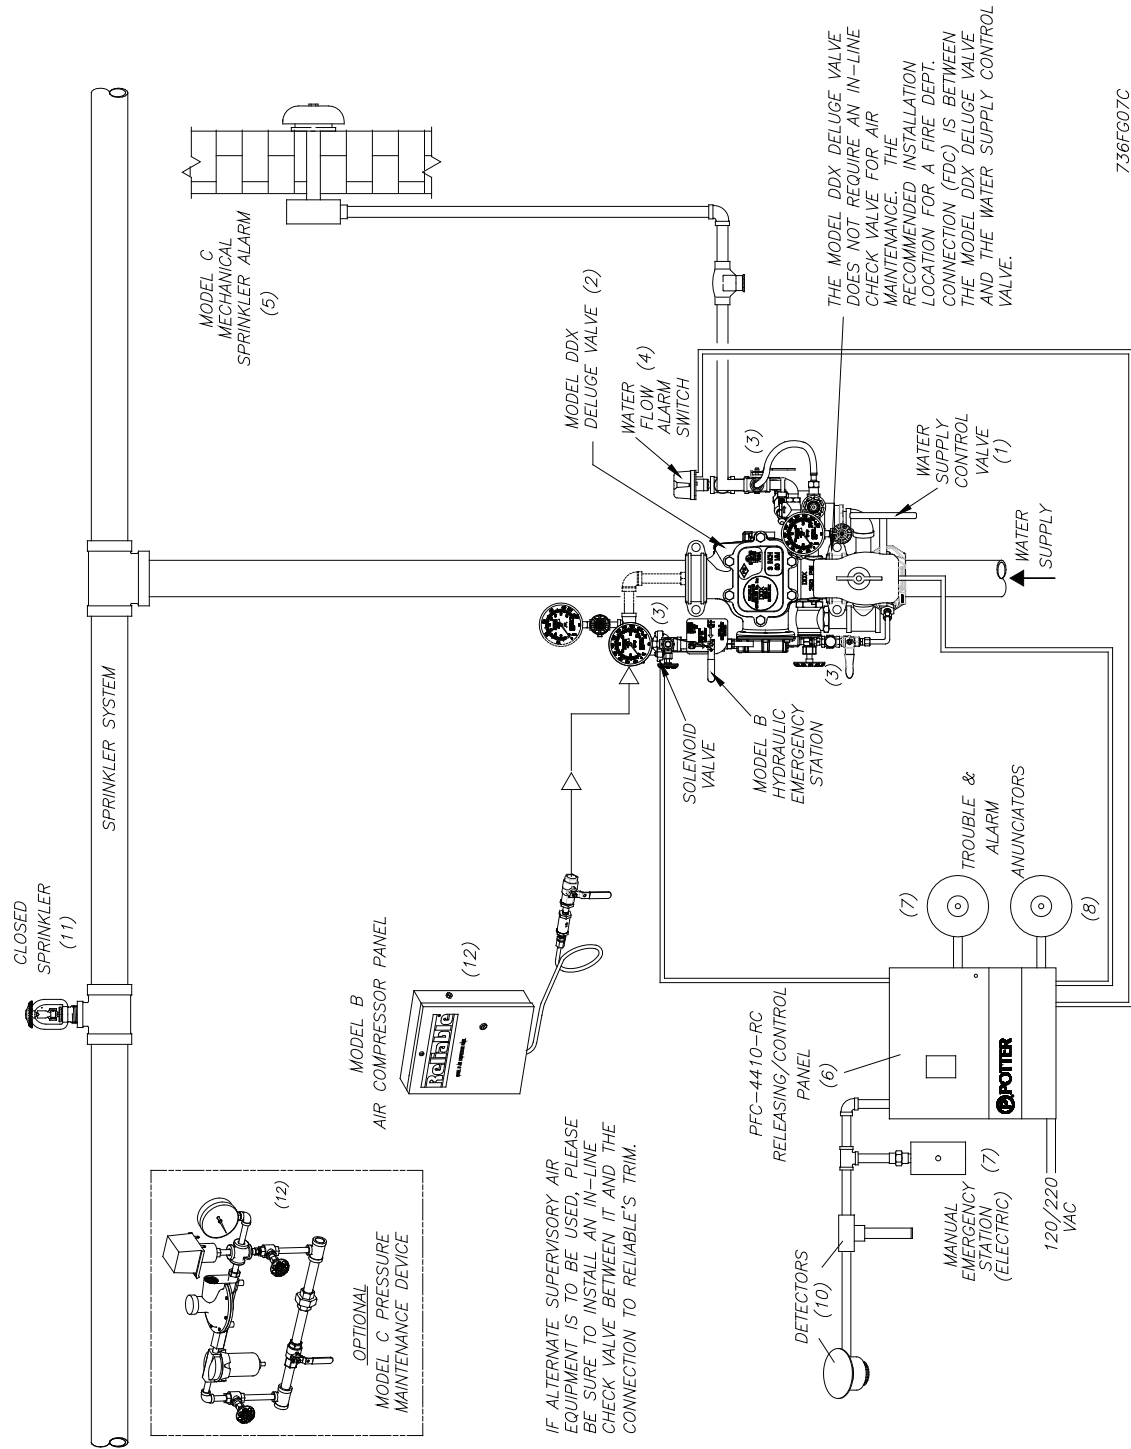 CLOSED
SPRINKLER
(11)
SPRINKLER SYSTEM
MODEL C
MECHANICAL
SPRINKLER ALARM
(5)
OPTIONAL
MODEL C PRESSURE
MAINTENANCE DEVICE
(12)
MODEL B
AIR COMPRESSOR PANEL
(12)
Reliable
MODEL DDX
DELUGE VALVE (2)
WATER
FLOW (4)
ALARM
SWITCH
(3)
(3)
(3)
DDX
IF ALTERNATE SUPERVISORY AIR
EQUIPMENT IS TO BE USED, PLEASE
BE SURE TO INSTALL AN IN-LINE
CHECK VALVE BETWEEN IT AND THE
CONNECTION TO RELIABLE'S TRIM.
SOLENOID
VALVE
MODEL B
HYDRAULIC
EMERGENCY
STATION
WATER
SUPPLY
CONTROL
VALVE
(1)
WATER
SUPPLY
THE MODEL DDX DELUGE VALVE
DOES NOT REQUIRE AN IN-LINE
CHECK VALVE FOR AIR
MAINTENANCE. THE
RECOMMENDED INSTALLATION
LOCATION FOR A FIRE DEPT.
CONNECTION (FDC) IS BETWEEN
THE MODEL DDX DELUGE VALVE
AND THE WATER SUPPLY CONTROL
VALVE.
PFC-4410-RC
RELEASING/CONTROL
PANEL
(6)
POTTER
(7)
TROUBLE &
ALARM
ANUNCIATORS
(8)
DETECTORS
(10)
MANUAL
EMERGENCY
STATION (7)
(ELECTRIC)
120/220
VAC
736FG07C